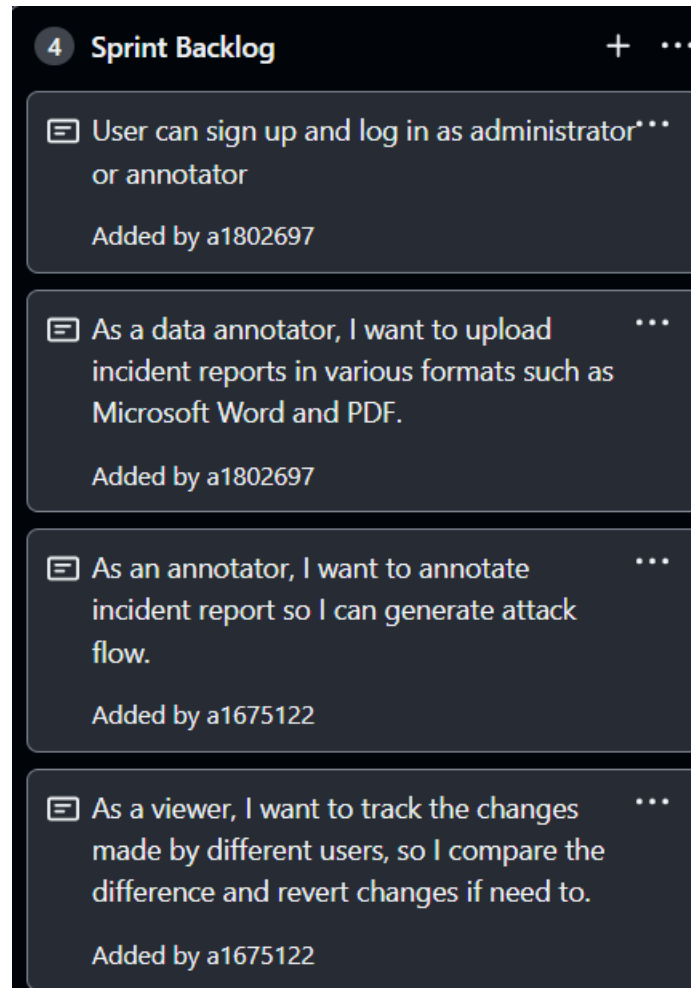 4 Sprint Backlog
User can sign up and log in as administrator
or annotator
Added by a1802697
As a data annotator, I want to upload
incident reports in various formats such as
Microsoft Word and PDF.
Added by a1802697
As an annotator, I want to annotate
incident report so I can generate attack
flow.
Added by a1675122
As a viewer, I want to track the changes
made by different users, so I compare the
difference and revert changes if need to.
Added by a1675122